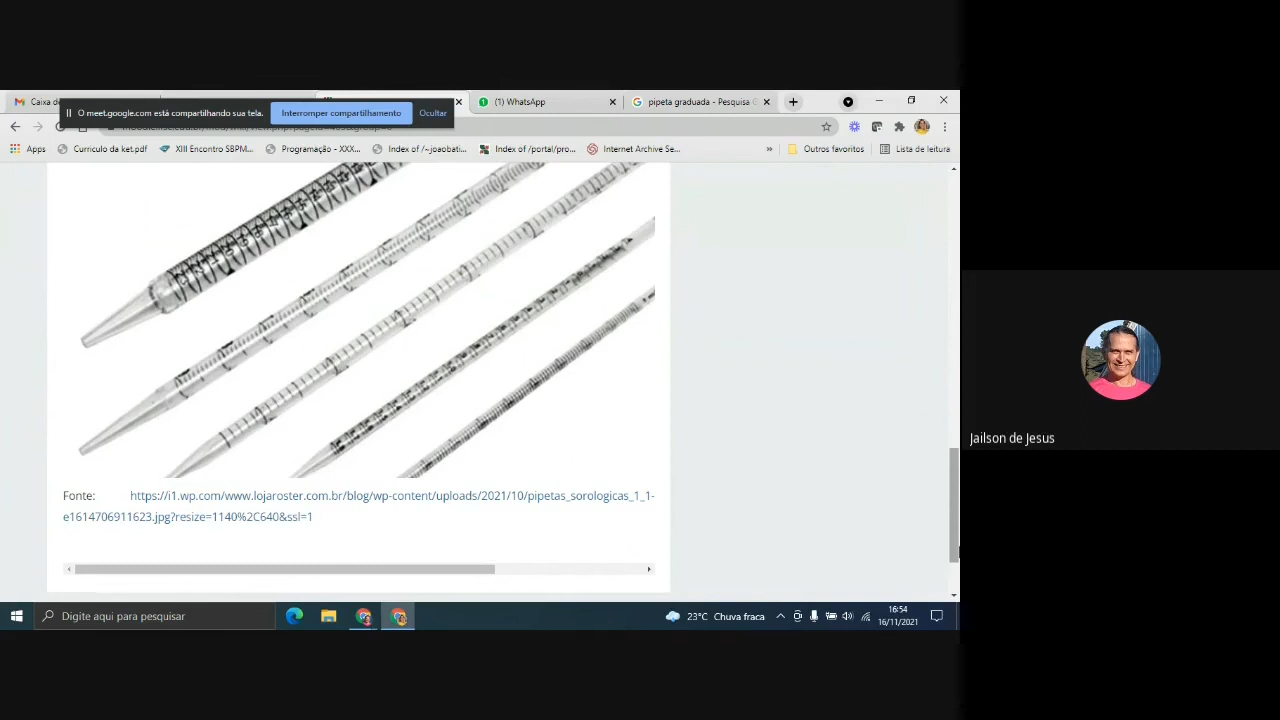 Caixa de
(1) WhatsApp
pipeta graduada - Pesquisa G
O meet.google.com está compartilhando sua tela.
Interromper compartilhamento
Ocultar
Apps
Curriculo da ket.pdf
XIII Encontro SBPM...
Programação - XXX...
Index of /~joaobati...
Index of /portal/pro...
Internet Archive Se...
»
Outros favoritos
Lista de leitura
Fonte: https://i1.wp.com/www.lojaroster.com.br/blog/wp-content/uploads/2021/10/pipetas_sorologicas_1_1-
e1614706911623.jpg?resize=1140%2C640&ssl=1
Jailson de Jesus
Digite aqui para pesquisar
23°C Chuva fraca
16:54
16/11/2021